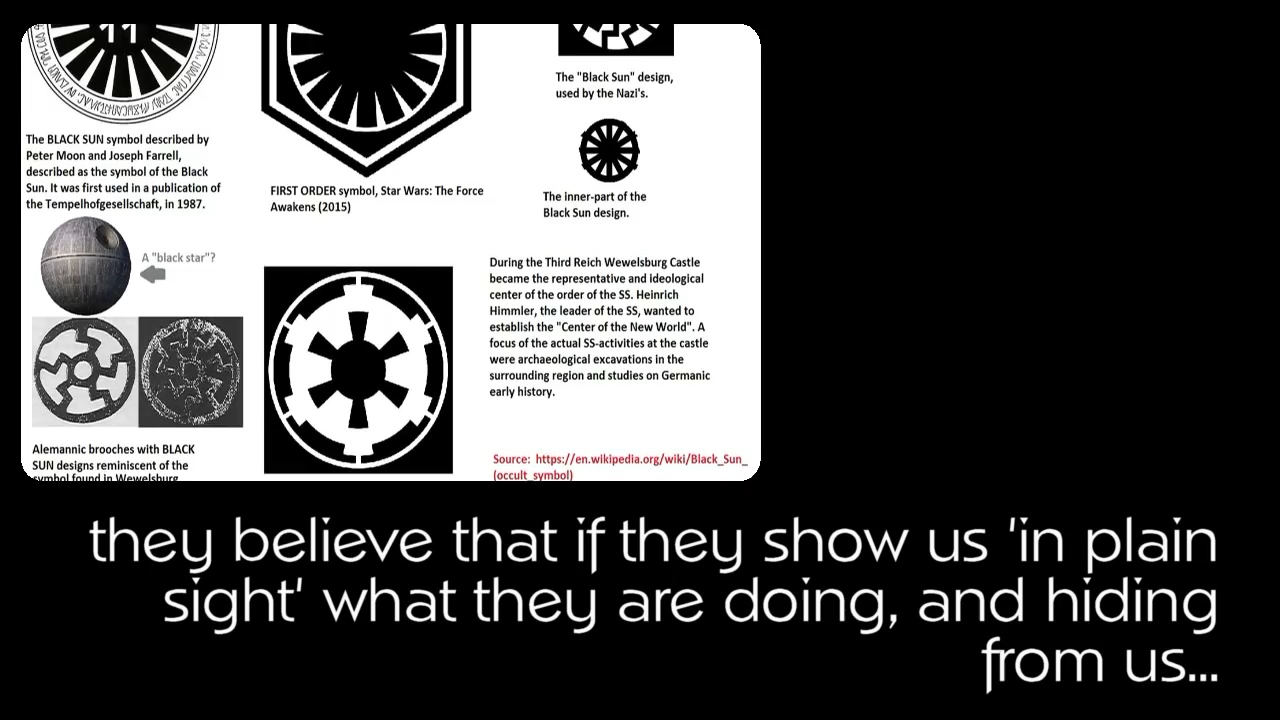 The BLACK SUN symbol described by
Peter Moon and Joseph Farrell,
described as the symbol of the Black
Sun. It was first used in a publication of
the Tempelhofgesellschaft, in 1987.
A "black star"?
Alemannic brooches with BLACK
SUN designs reminiscent of the
symbol found in Wewelsburg
FIRST ORDER symbol, Star Wars: The Force
Awakens (2015)
The "Black Sun" design,
used by the Nazi's.
The inner-part of the
Black Sun design.
During the Third Reich Wewelsburg Castle
became the representative and ideological
center of the order of the SS. Heinrich
Himmler, the leader of the SS, wanted to
establish the "Center of the New World". A
focus of the actual SS-activities at the castle
were archaeological excavations in the
surrounding region and studies on Germanic
early history.
Source: https://en.wikipedia.org/wiki/Black_Sun_
(occult_symbol)
they believe that if they show us 'in plain
sight' what they are doing, and hiding
from us...